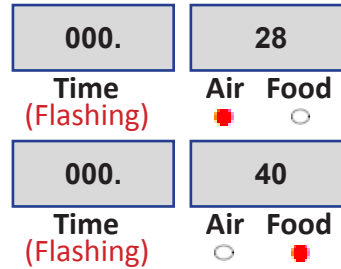 000. 28
Time Air Food
(Flashing)
000. 40
Time Air Food
(Flashing)